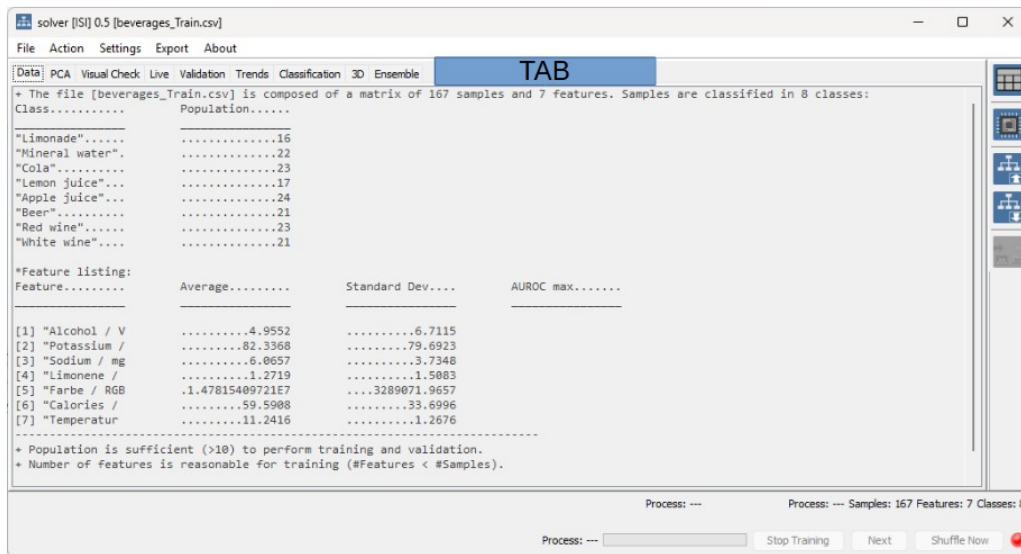 solver [ISI] 0.5 [beverages_Train.csv]
File Action Settings Export About
Data PCA Visual Check Live Validation Trends Classification 3D Ensemble TAB
+ The file [beverages_Train.csv] is composed of a matrix of 167 samples and 7 features. Samples are classified in 8 classes:
Class........... Population......
"Limonade"...... ..............16
"Mineral water". ..............22
"Cola".......... ..............23
"Lemon juice"... ..............17
"Apple juice"... ..............24
"Beer".......... ..............21
"Red wine"...... ..............23
"White wine".... ..............21
*Feature listing:
Feature......... Average......... Standard Dev.... AUROC max.......
[1] "Alcohol / V ..........4.9552 ..........6.7115
[2] "Potassium / .........82.3368 .........79.6923
[3] "Sodium / mg ..........6.0657 ..........3.7348
[4] "Limonene / ..........1.2719 ..........1.5083
[5] "Farbe / RGB .1.47815409721E7 ....3289071.9657
[6] "Calories / .........59.5908 .........33.6996
[7] "Temperatur .........11.2416 ..........1.2676
+ Population is sufficient (>10) to perform training and validation.
+ Number of features is reasonable for training (#Features < #Samples).
Process: --- Process: --- Samples: 167 Features: 7 Classes:
Process: --- Stop Training Next Shuffle Now